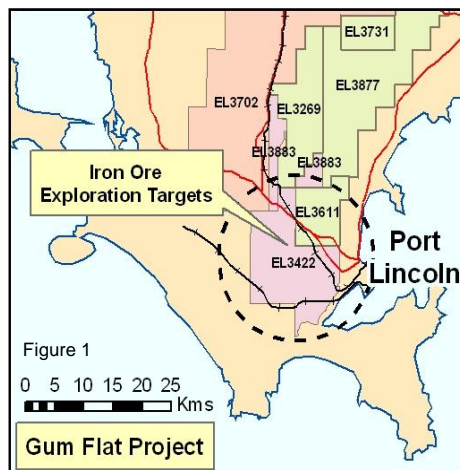 EL3731
EL3877
EL3702
EL3269
EL3883
EL3883
Iron Ore
Exploration Targets
EL3611
Port
Lincoln
EL3422
Figure 1
0 5 10 15 20 25
Kms
Gum Flat Project